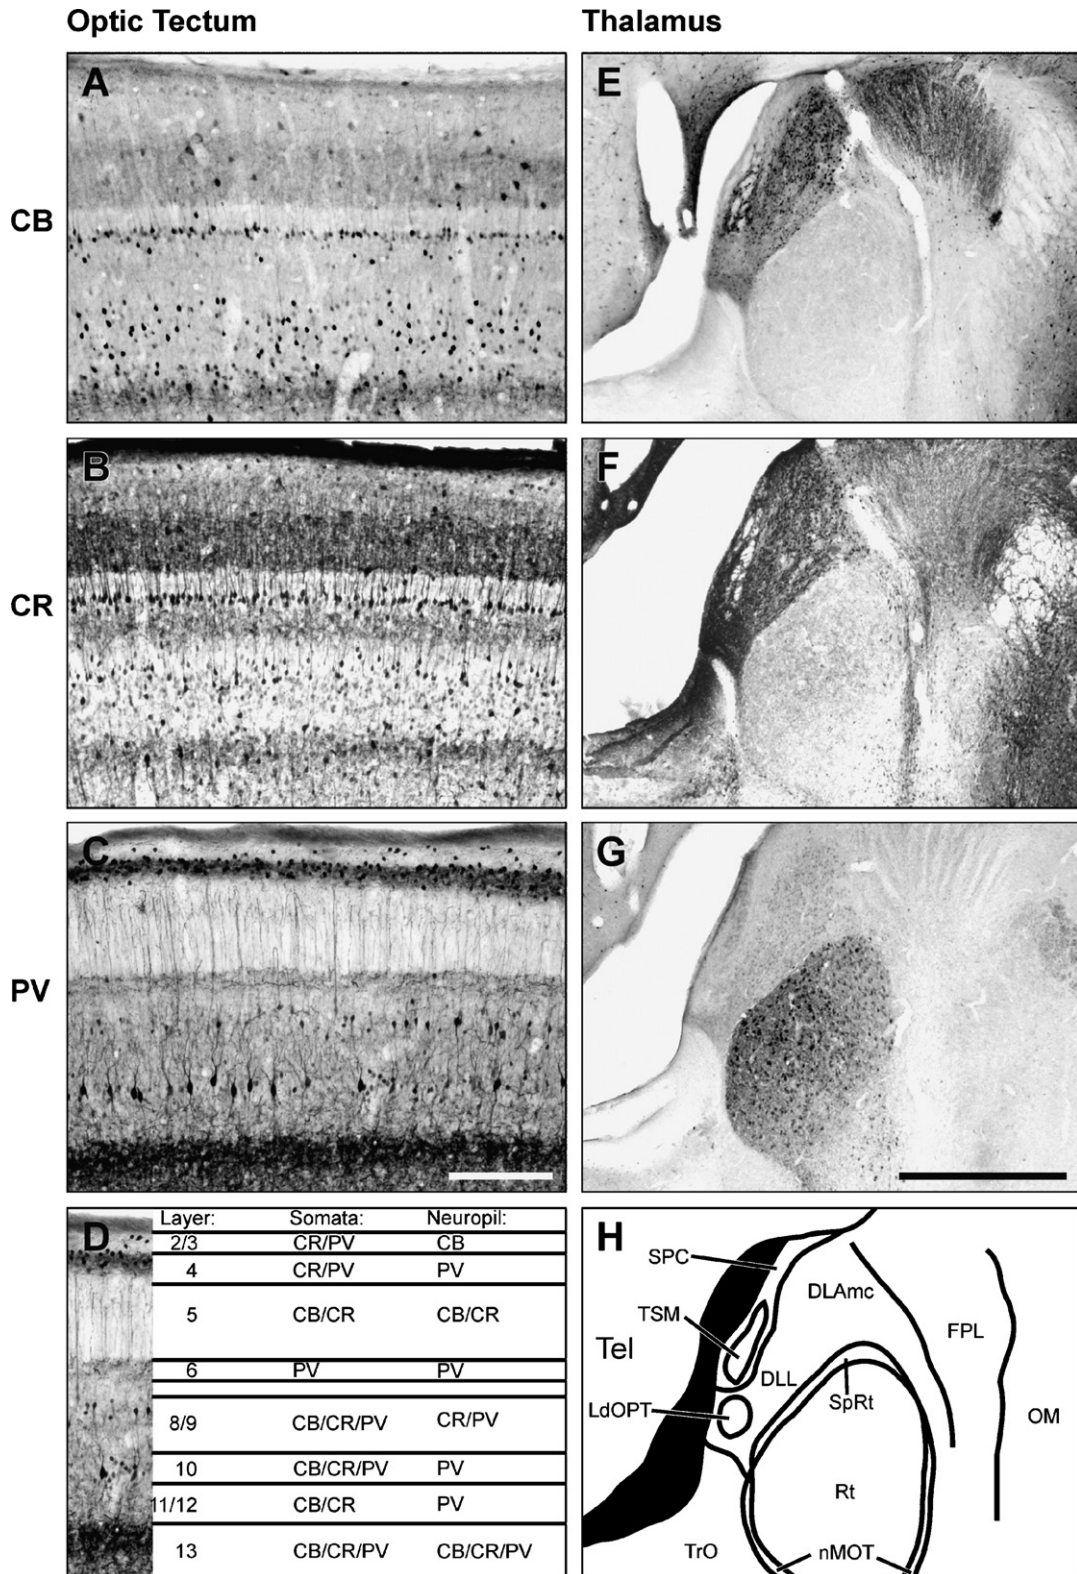 Optic Tectum
Thalamus
A
E
CB
B
F
CR
C
G
PV
D
Layer: Somata: Neuropil:
2/3 CR/PV CB
4 CR/PV PV
5 CB/CR CB/CR
6 PV PV
8/9 CB/CR/PV CR/PV
10 CB/CR/PV PV
11/12 CB/CR PV
13 CB/CR/PV CB/CR/PV
H
SPC
DLAmc
TSM
FPL
Tel
DLL
SpRt
LdOPT
OM
Rt
TrO
nMOT